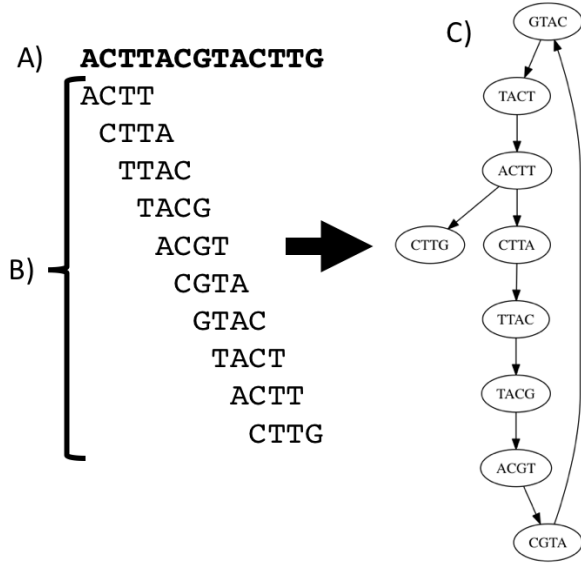 A) ACTTACGTACTTG
B)
ACTT
CTTA
TTAC
TACG
ACGT
CGTA
GTAC
TACT
ACTT
CTTG
C)
GTAC
TACT
ACTT
CTTG CTTA
TTAC
TACG
ACGT
CGTA